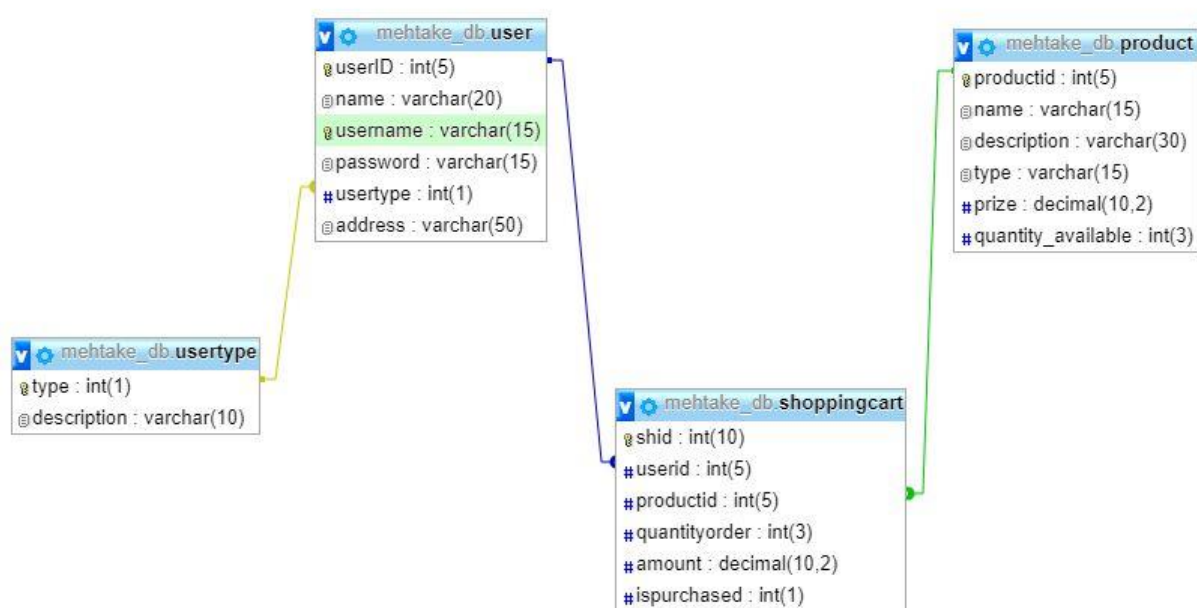 mehtake_db.user
userID : int(5)
name : varchar(20)
username : varchar(15)
password : varchar(15)
usertype : int(1)
address : varchar(50)
mehtake_db.product
productid : int(5)
name : varchar(15)
description : varchar(30)
type : varchar(15)
prize : decimal(10,2)
quantity_available : int(3)
mehtake_db.usertype
type : int(1)
description : varchar(10)
mehtake_db.shoppingcart
shid : int(10)
userid : int(5)
productid : int(5)
quantityorder : int(3)
amount : decimal(10,2)
ispurchased : int(1)